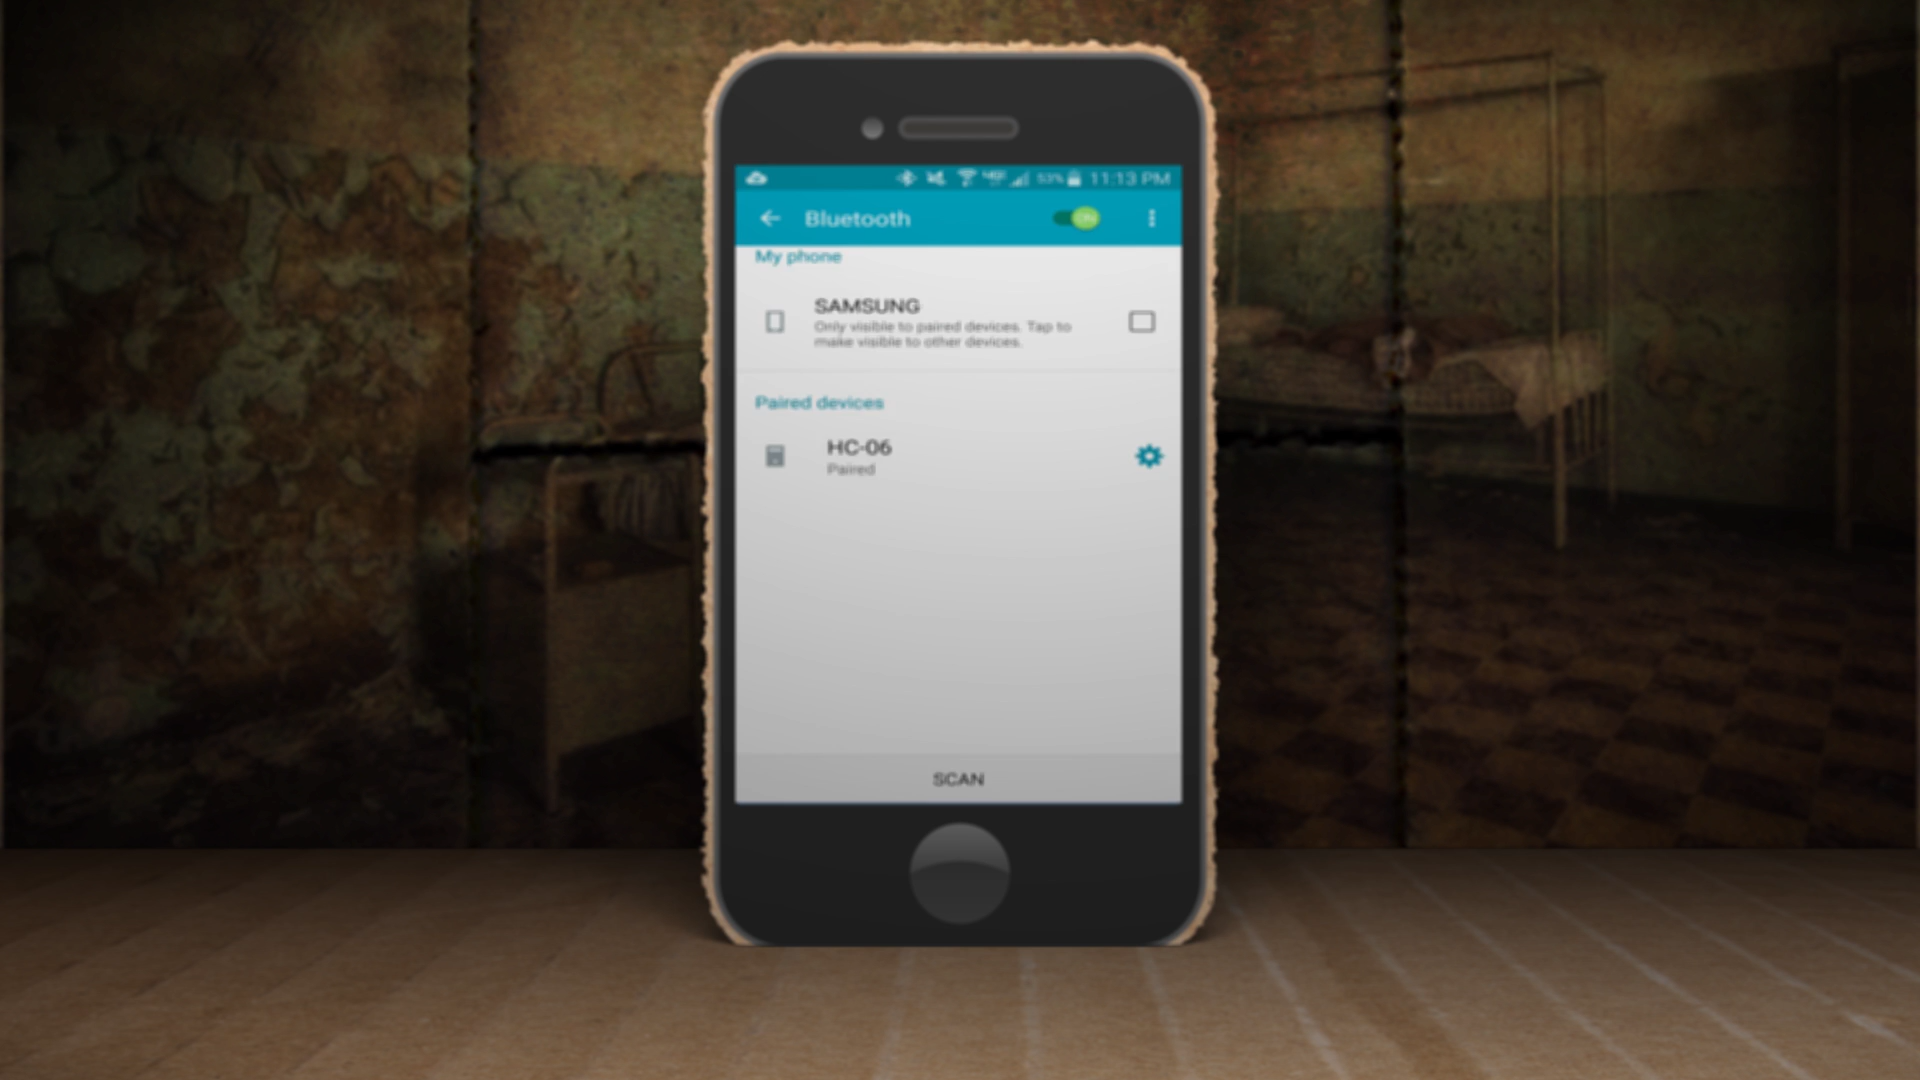 53% 11:13 PM
Bluetooth ON
My phone
SAMSUNG
Only visible to paired devices. Tap to
make visible to other devices.
Paired devices
HC-06
Paired
SCAN